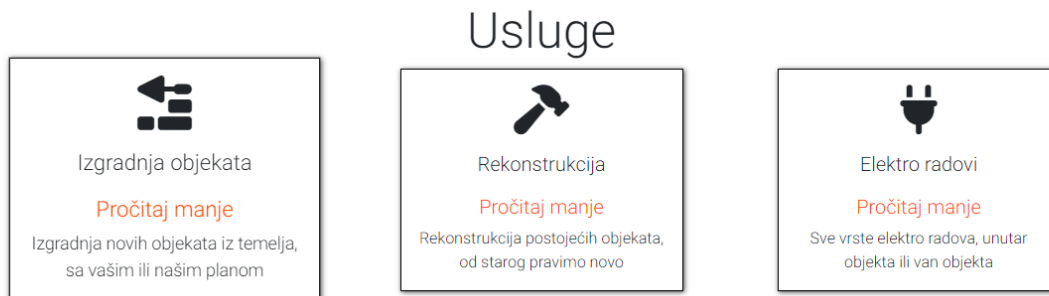 Usluge
Izgradnja objekata
Pročitaj manje
Izgradnja novih objekata iz temelja,
sa vašim ili našim planom
Rekonstrukcija
Pročitaj manje
Rekonstrukcija postojećih objekata,
od starog pravimo novo
Elektro radovi
Pročitaj manje
Sve vrste elektro radova, unutar
objekta ili van objekta